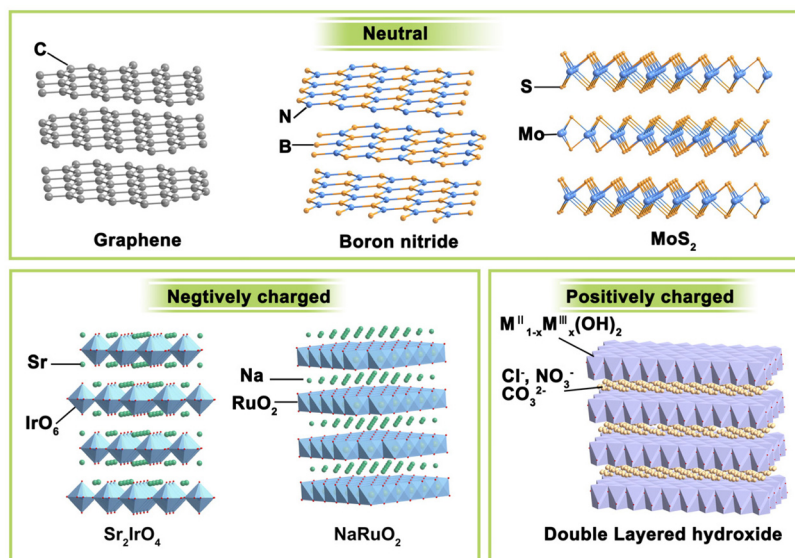 Neutral
C
N
B
S
Mo
Graphene
Boron nitride
MoS₂
Negtively charged
Sr
IrO₆
Na
RuO₂
Sr₂IrO₄
NaRuO₂
Positively charged
Mᴵᴵ₁₋ₓMᴵᴵᴵₓ(OH)₂
Cl⁻, NO₃⁻
CO₃²⁻
Double Layered hydroxide